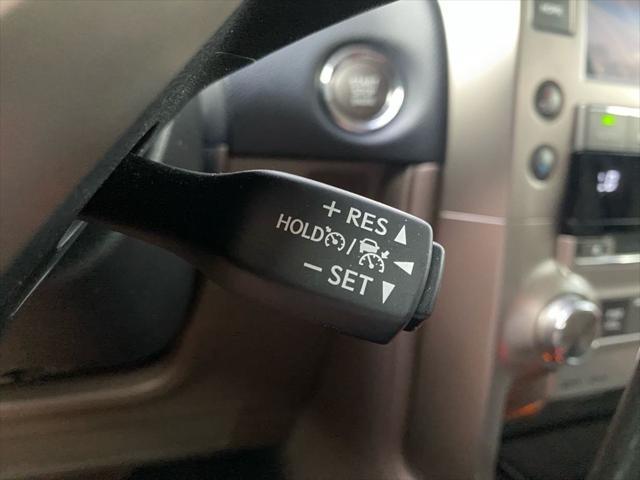 + RES
HOLD /
- SET